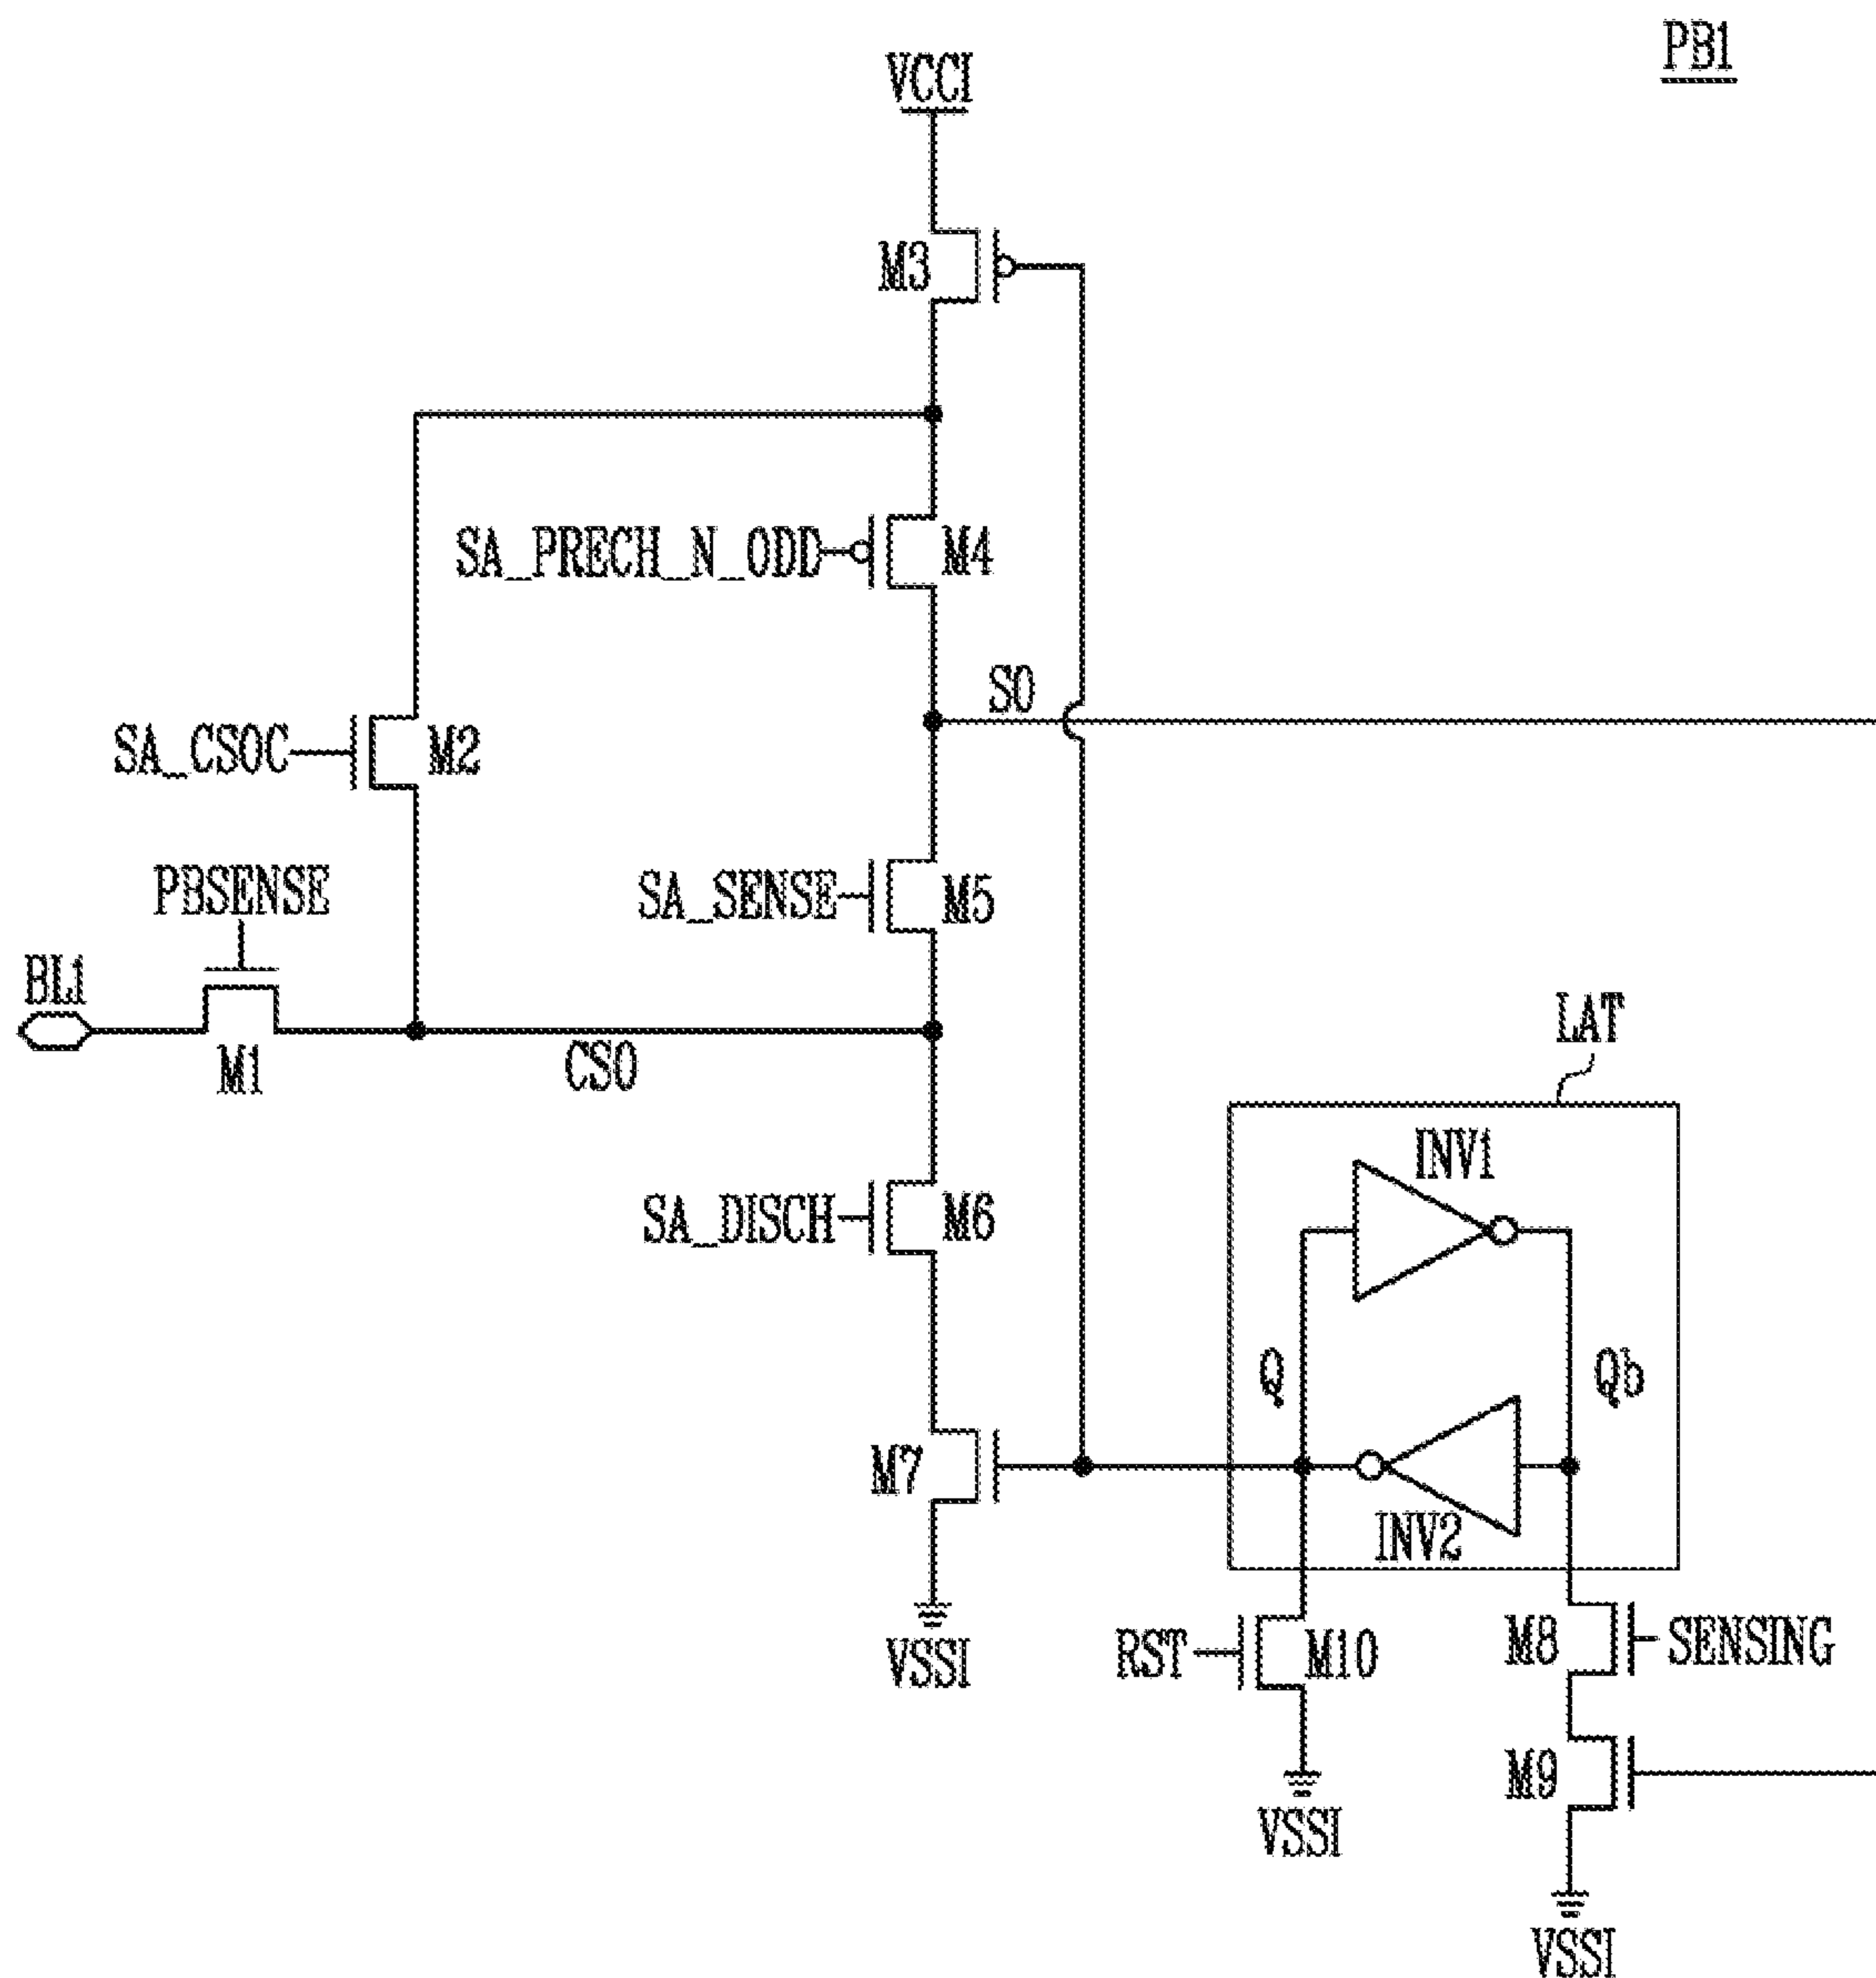 PB1
VCCI
M3
SA_PRECH_N_ODD
M4
SO
SA_CSOC
M2
PBSENSE
SA_SENSE
M5
BL1
M1
CSO
LAT
INV1
SA_DISCH
M6
Q
Qb
M7
INV2
VSSI
RST
M10
M8
SENSING
M9
VSSI
VSSI